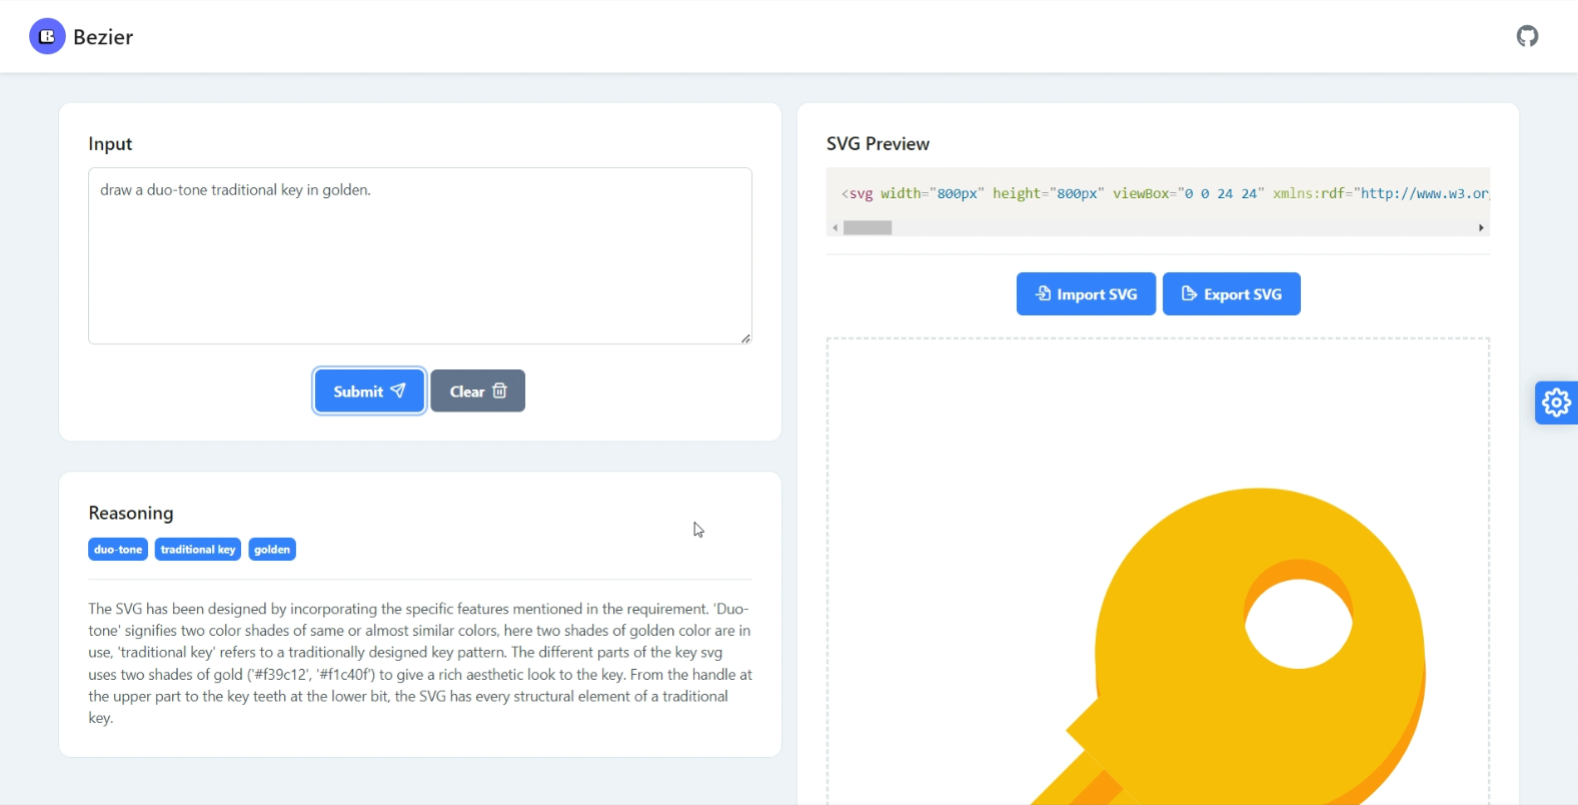 Bezier
Input
draw a duo-tone traditional key in golden.
Submit
Clear
Reasoning
duo-tone
traditional key
golden
The SVG has been designed by incorporating the specific features mentioned in the requirement. 'Duo-
tone' signifies two color shades of same or almost similar colors, here two shades of golden color are in
use, 'traditional key' refers to a traditionally designed key pattern. The different parts of the key svg
uses two shades of gold ('#f39c12', '#f1c40f') to give a rich aesthetic look to the key. From the handle at
the upper part to the key teeth at the lower bit, the SVG has every structural element of a traditional
key.
SVG Preview
<svg width="800px" height="800px" viewBox="0 0 24 24" xmlns:rdf="http://www.w3.or
Import SVG
Export SVG